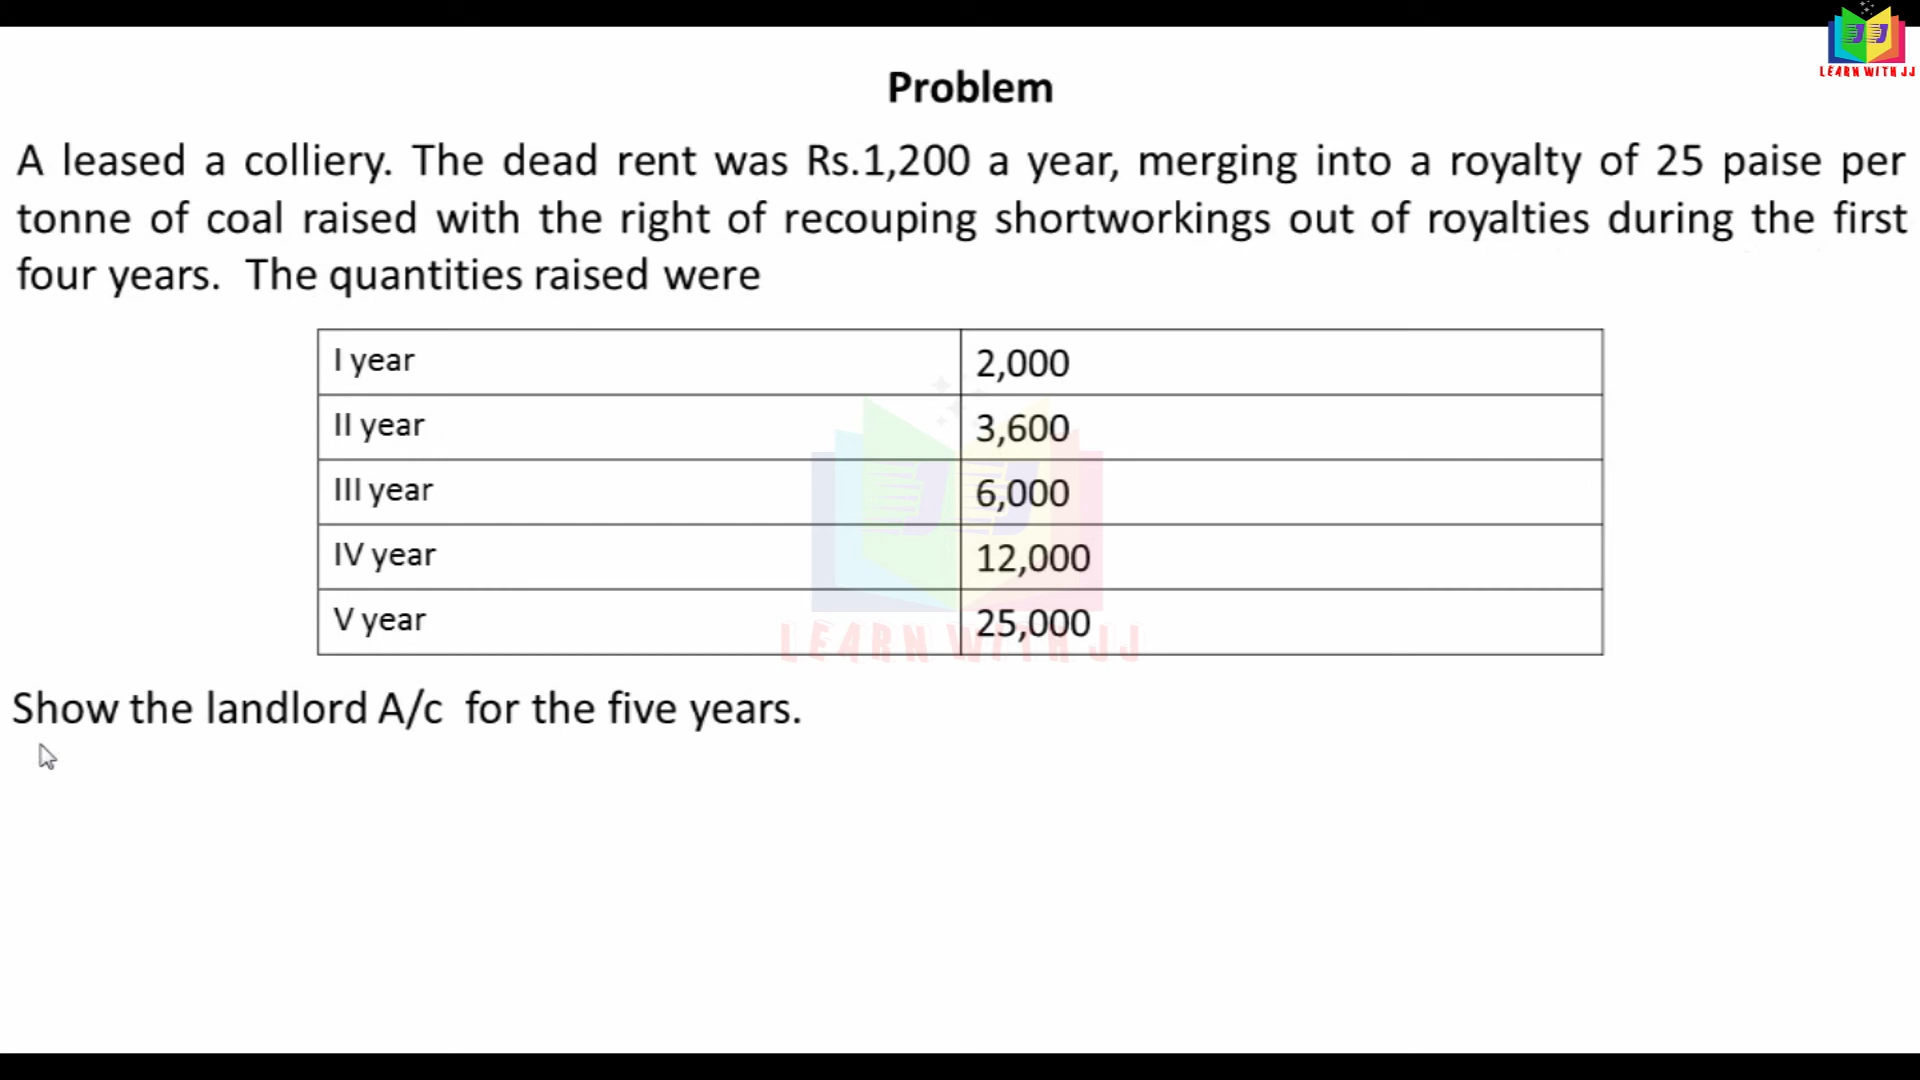 LEARN WITH JJ
Problem
A leased a colliery. The dead rent was Rs.1,200 a year, merging into a royalty of 25 paise per
tonne of coal raised with the right of recouping shortworkings out of royalties during the first
four years.  The quantities raised were
I year 2,000
II year 3,600
III year 6,000
IV year 12,000
V year 25,000
LEARN WITH JJ
Show the landlord A/c  for the five years.